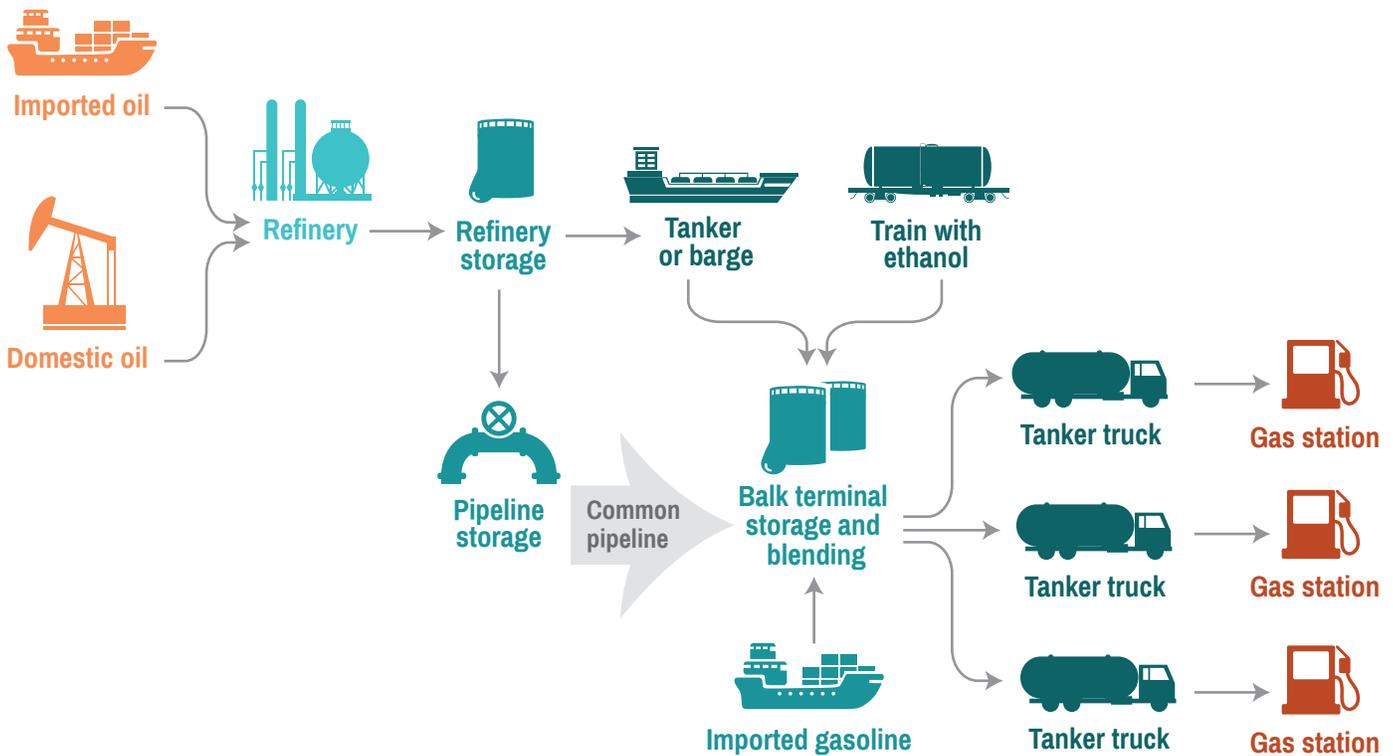 Imported oil
Domestic oil
Refinery
Refinery
storage
Tanker
or barge
Train with
ethanol
Pipeline
storage
Common
pipeline
Balk terminal
storage and
blending
Imported gasoline
Tanker truck
Gas station
Tanker truck
Gas station
Tanker truck
Gas station